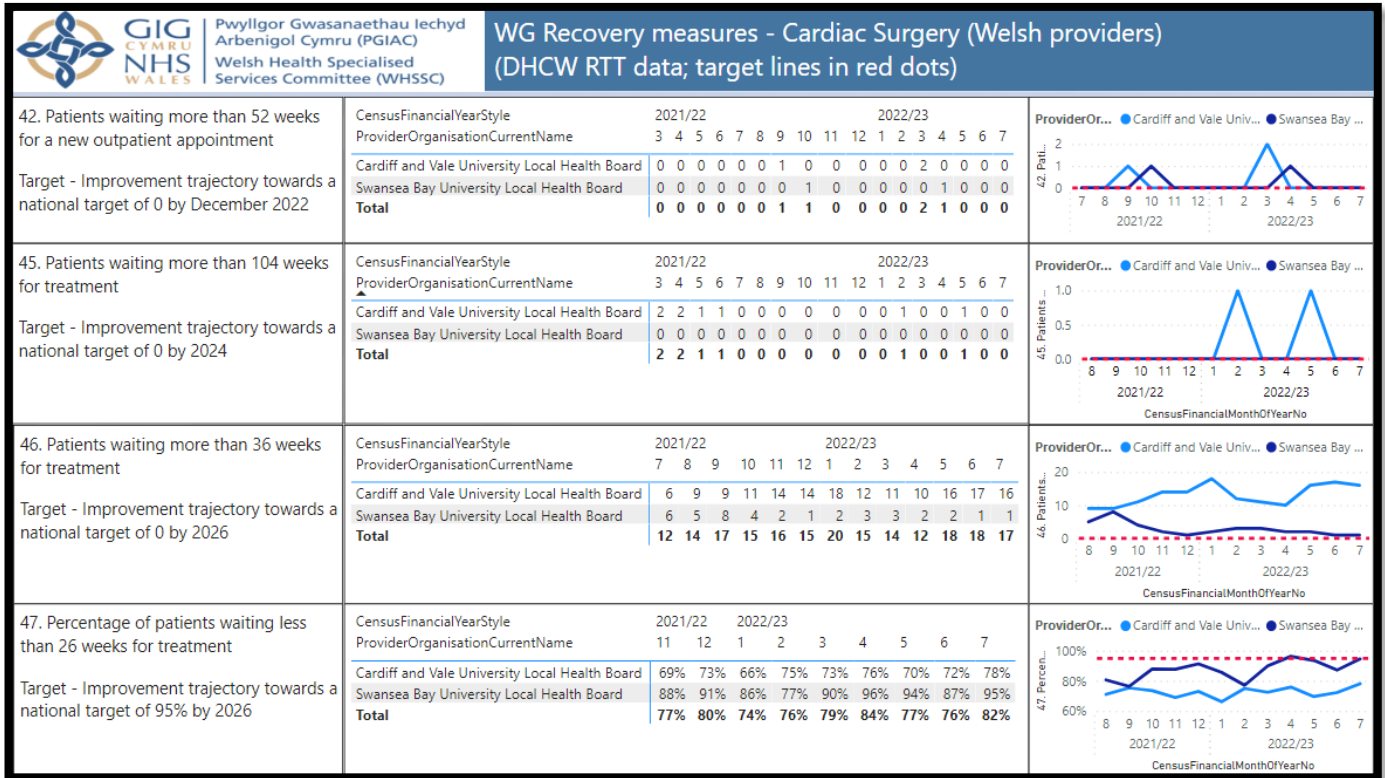 GIG
CYMRU
NHS
WALES
Pwyllgor Gwasanaethau Iechyd
Arbenigol Cymru (PGIAC)
Welsh Health Specialised
Services Committee (WHSSC)
WG Recovery measures - Cardiac Surgery (Welsh providers)
(DHCW RTT data; target lines in red dots)
42. Patients waiting more than 52 weeks
for a new outpatient appointment
Target - Improvement trajectory towards a
national target of 0 by December 2022
CensusFinancialYearStyle 2021/22 2022/23
ProviderOrganisationCurrentName 3 4 5 6 7 8 9 10 11 12 1 2 3 4 5 6 7
Cardiff and Vale University Local Health Board 0 0 0 0 0 0 1 0 0 0 0 0 2 0 0 0 0
Swansea Bay University Local Health Board 0 0 0 0 0 0 0 1 0 0 0 0 0 1 0 0 0
Total 0 0 0 0 0 0 1 1 0 0 0 0 2 1 0 0 0
ProviderOr... Cardiff and Vale Univ... Swansea Bay ...
42. Pati...
2
1
0
7 8 9 10 11 12 1 2 3 4 5 6 7
2021/22 2022/23
45. Patients waiting more than 104 weeks
for treatment
Target - Improvement trajectory towards a
national target of 0 by 2024
CensusFinancialYearStyle 2021/22 2022/23
ProviderOrganisationCurrentName 3 4 5 6 7 8 9 10 11 12 1 2 3 4 5 6 7
Cardiff and Vale University Local Health Board 2 2 1 1 0 0 0 0 0 0 0 1 0 0 1 0 0
Swansea Bay University Local Health Board 0 0 0 0 0 0 0 0 0 0 0 0 0 0 0 0 0
Total 2 2 1 1 0 0 0 0 0 0 0 1 0 0 1 0 0
ProviderOr... Cardiff and Vale Univ... Swansea Bay ...
45. Patients ...
1.0
0.5
0.0
8 9 10 11 12 1 2 3 4 5 6 7
2021/22 2022/23
CensusFinancialMonthOfYearNo
46. Patients waiting more than 36 weeks
for treatment
Target - Improvement trajectory towards a
national target of 0 by 2026
CensusFinancialYearStyle 2021/22 2022/23
ProviderOrganisationCurrentName 7 8 9 10 11 12 1 2 3 4 5 6 7
Cardiff and Vale University Local Health Board 6 9 9 11 14 14 18 12 11 10 16 17 16
Swansea Bay University Local Health Board 6 5 8 4 2 1 2 3 3 2 2 1 1
Total 12 14 17 15 16 15 20 15 14 12 18 18 17
ProviderOr... Cardiff and Vale Univ... Swansea Bay ...
46. Patients...
20
10
0
8 9 10 11 12 1 2 3 4 5 6 7
2021/22 2022/23
CensusFinancialMonthOfYearNo
47. Percentage of patients waiting less
than 26 weeks for treatment
Target - Improvement trajectory towards a
national target of 95% by 2026
CensusFinancialYearStyle 2021/22 2022/23
ProviderOrganisationCurrentName 11 12 1 2 3 4 5 6 7
Cardiff and Vale University Local Health Board 69% 73% 66% 75% 73% 76% 70% 72% 78%
Swansea Bay University Local Health Board 88% 91% 86% 77% 90% 96% 94% 87% 95%
Total 77% 80% 74% 76% 79% 84% 77% 76% 82%
ProviderOr... Cardiff and Vale Univ... Swansea Bay ...
47. Percen...
100%
80%
60%
8 9 10 11 12 1 2 3 4 5 6 7
2021/22 2022/23
CensusFinancialMonthOfYearNo